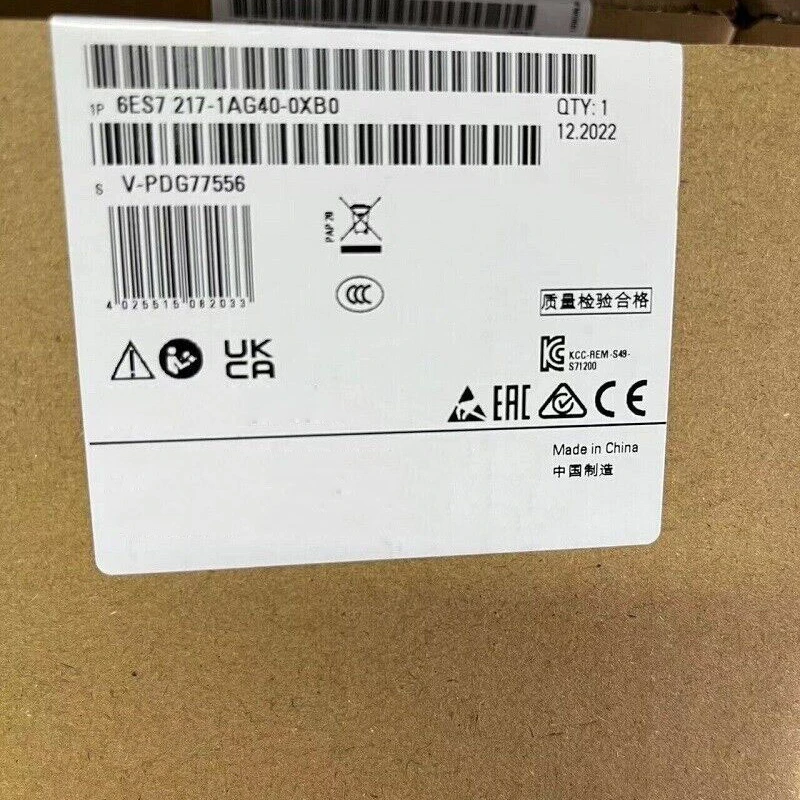 1P 6ES7 217-1AG40-0XB0
QTY: 1
12.2022
S V-PDG77556
PAP 20
4 025515 082033
CCC
质量检验合格
UK
CA
KCC-REM-S49-
S71200
EAC CE
Made in China
中国制造